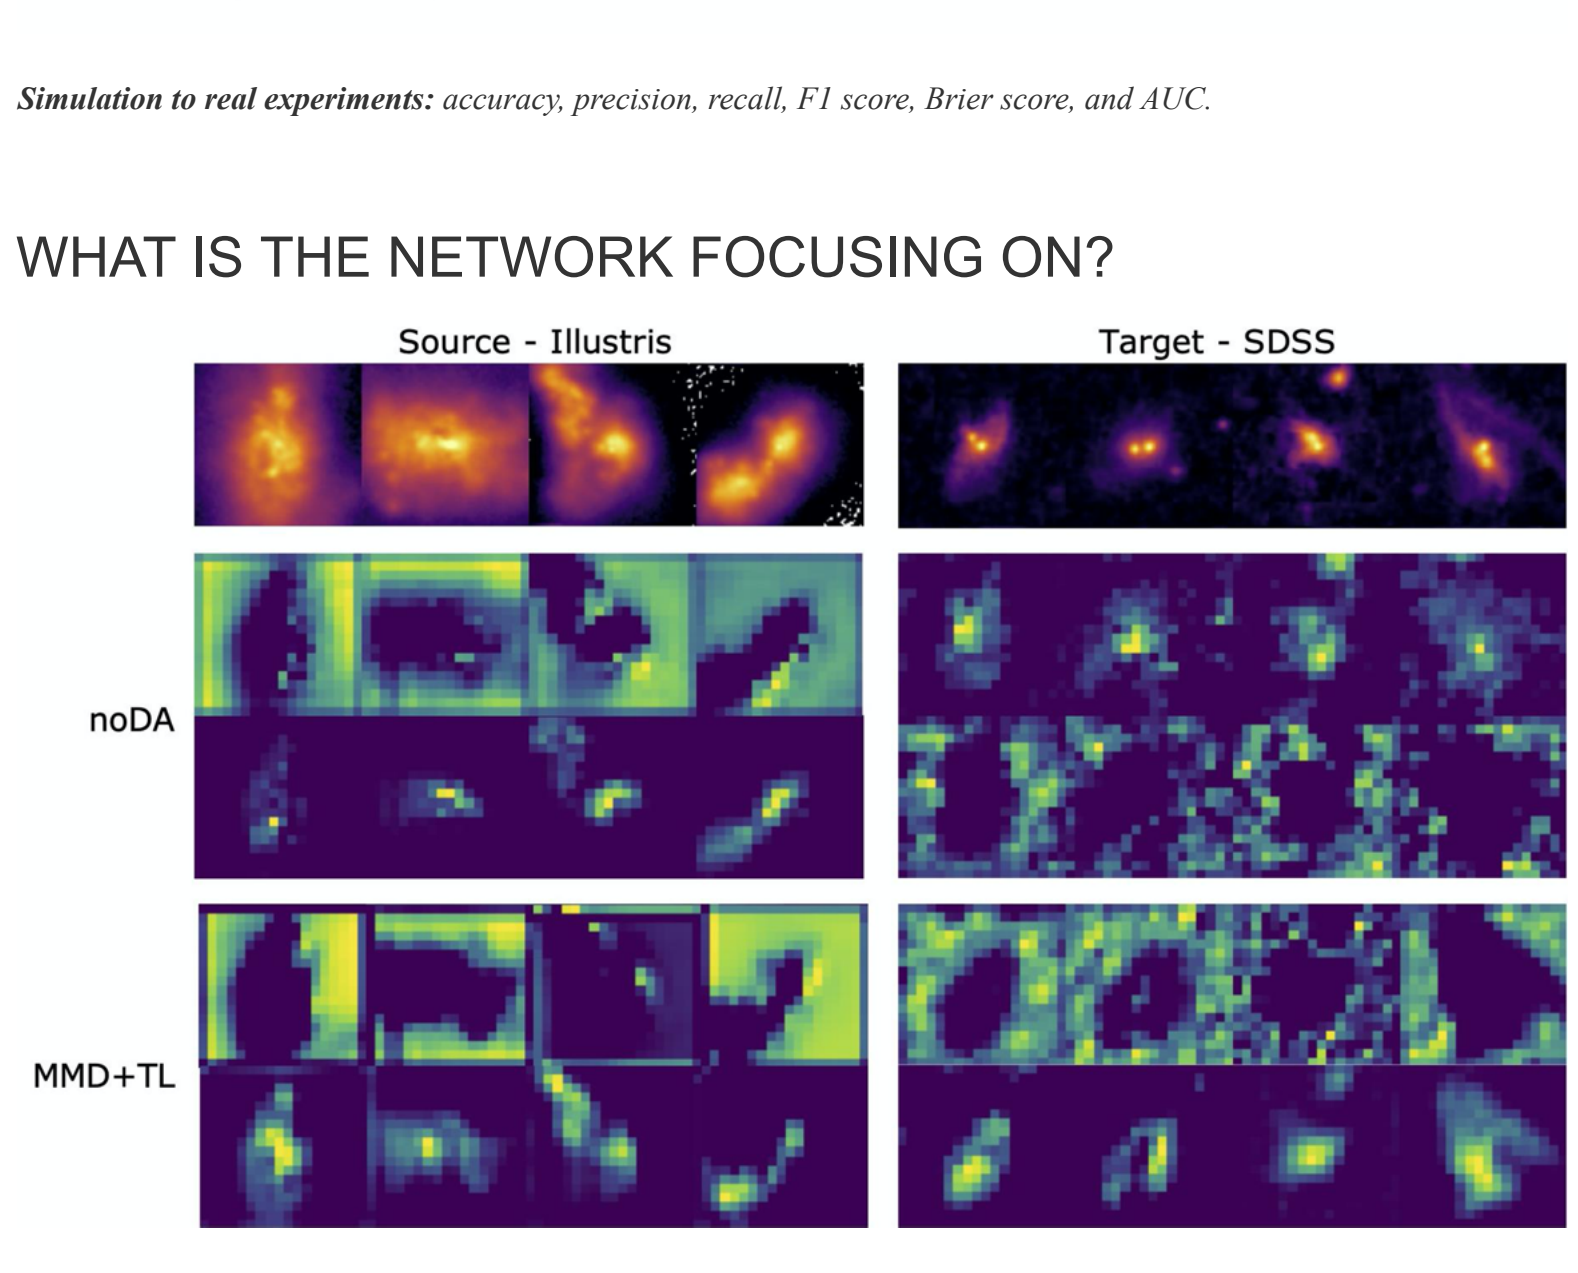 Simulation to real experiments: accuracy, precision, recall, F1 score, Brier score, and AUC.
WHAT IS THE NETWORK FOCUSING ON?
Source - Illustris
Target - SDSS
noDA
MMD+TL